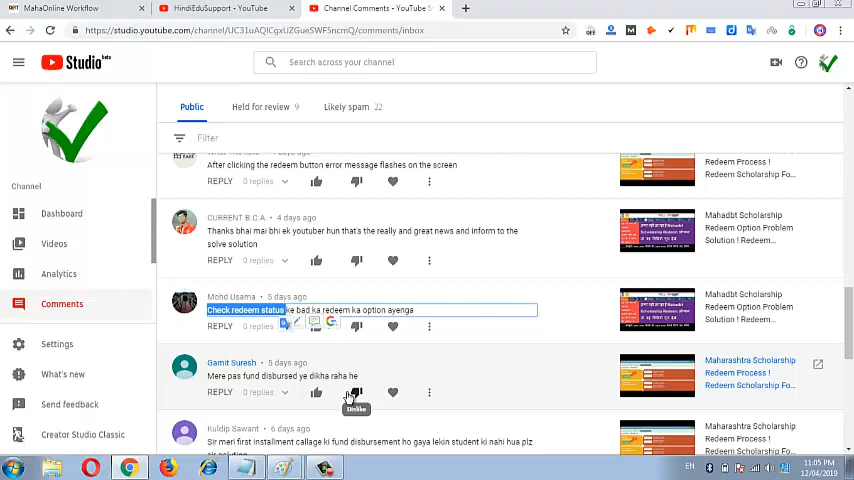 MahaOnline Workflow
HindiEduSupport - YouTube
Channel Comments - YouTube S
https://studio.youtube.com/channel/UC31uAQlCgxUZGueSWF5ncmQ/comments/inbox
Studio beta
Search across your channel
Public
Held for review 9
Likely spam 22
Filter
Channel
Dashboard
Videos
Analytics
Comments
Settings
What's new
Send feedback
Creator Studio Classic
After clicking the redeem button error message flashes on the screen
REPLY 0 replies
Redeem Process !
Redeem Scholarship Fo...
CURRENT B.C.A • 4 days ago
Thanks bhai mai bhi ek youtuber hun that's the really and great news and inform to the
solve solution
REPLY 0 replies
Mahadbt Scholarship
Redeem Option Problem
Solution ! Redeem...
Mohd Usama • 5 days ago
Check redeem status ke bad ka redeem ka option ayenga
REPLY 0 replies
Mahadbt Scholarship
Redeem Option Problem
Solution ! Redeem...
Gamit Suresh • 5 days ago
Mere pas fund disbursed ye dikha raha he
REPLY 0 replies
Dislike
Maharashtra Scholarship
Redeem Process !
Redeem Scholarship Fo...
Kuldip Sawant • 6 days ago
Sir meri first installment callage ki fund disbursement ho gaya lekin student ki nahi hua plz
Maharashtra Scholarship
Redeem Process !
EN
11:05 PM
12/04/2019